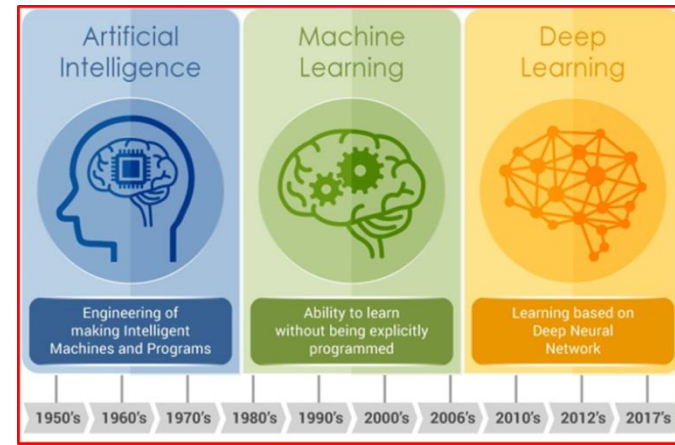 Artificial
Intelligence
Engineering of
making Intelligent
Machines and Programs
Machine
Learning
Ability to learn
without being explicitly
programmed
Deep
Learning
Learning based on
Deep Neural
Network
1950's 1960's 1970's 1980's 1990's 2000's 2006's 2010's 2012's 2017's